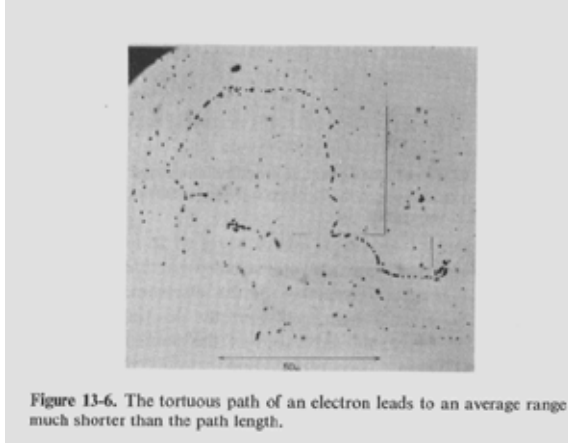 50μ
Figure 13-6. The tortuous path of an electron leads to an average range
much shorter than the path length.